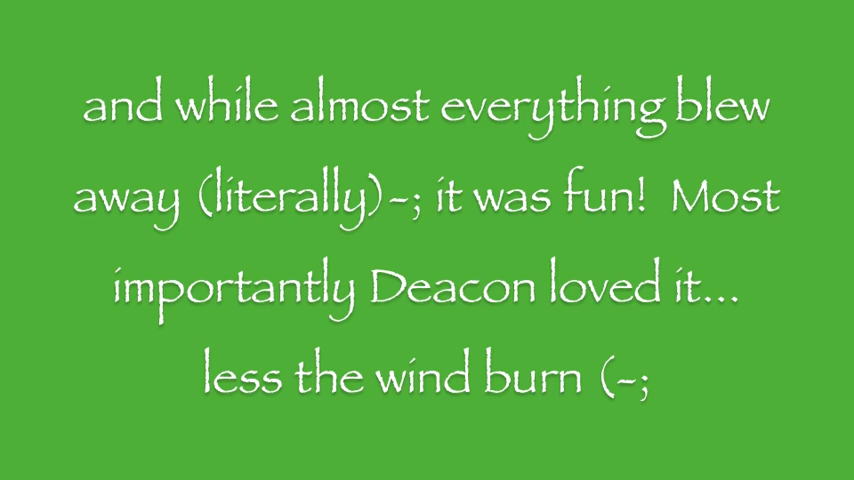 and while almost everything blew
away (literally)-; it was fun!  Most
importantly Deacon loved it...
less the wind burn (-;